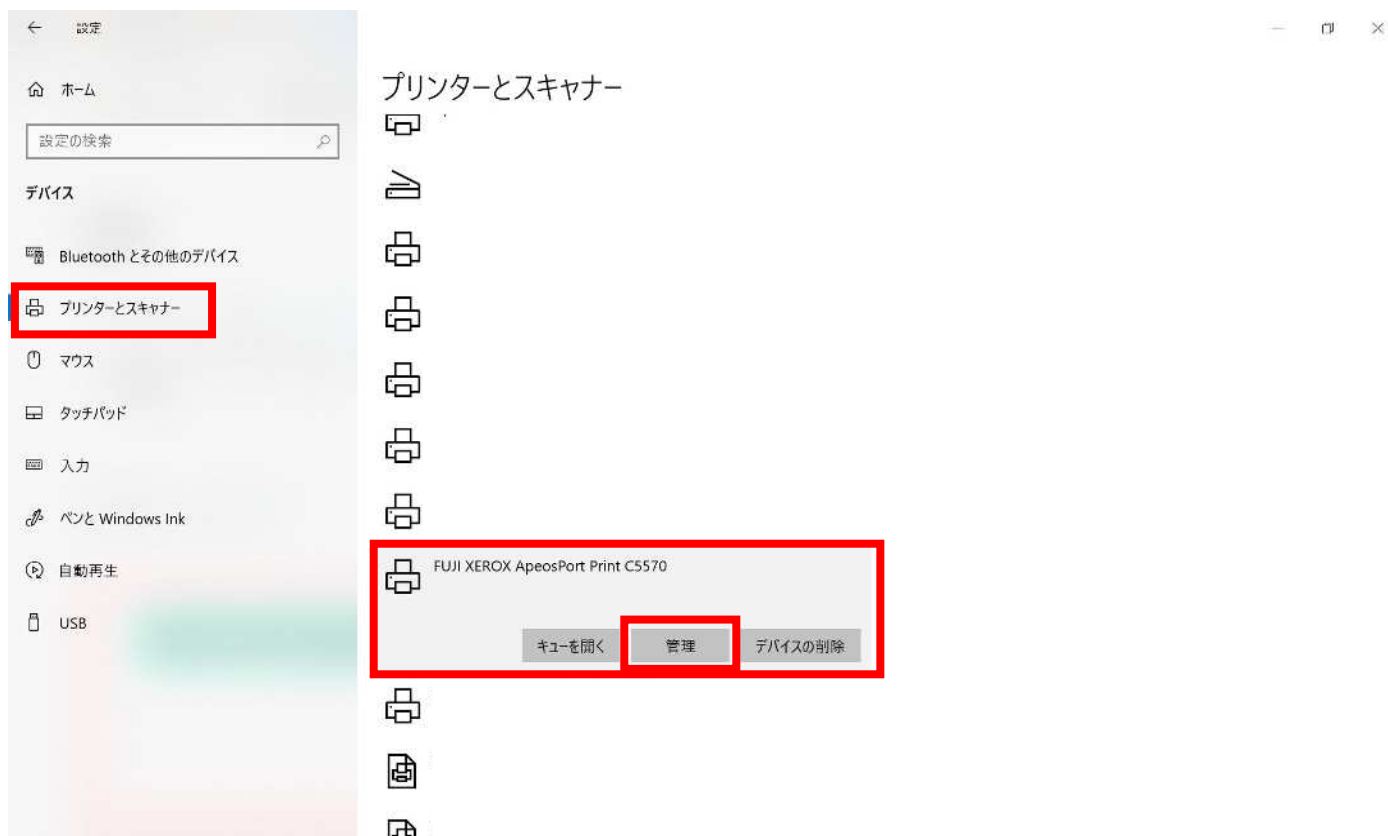 設定
ホーム
設定の検索
デバイス
Bluetooth とその他のデバイス
プリンターとスキャナー
マウス
タッチパッド
入力
ペンと Windows Ink
自動再生
USB
プリンターとスキャナー
FUJI XEROX ApeosPort Print C5570
キューを開く 管理 デバイスの削除